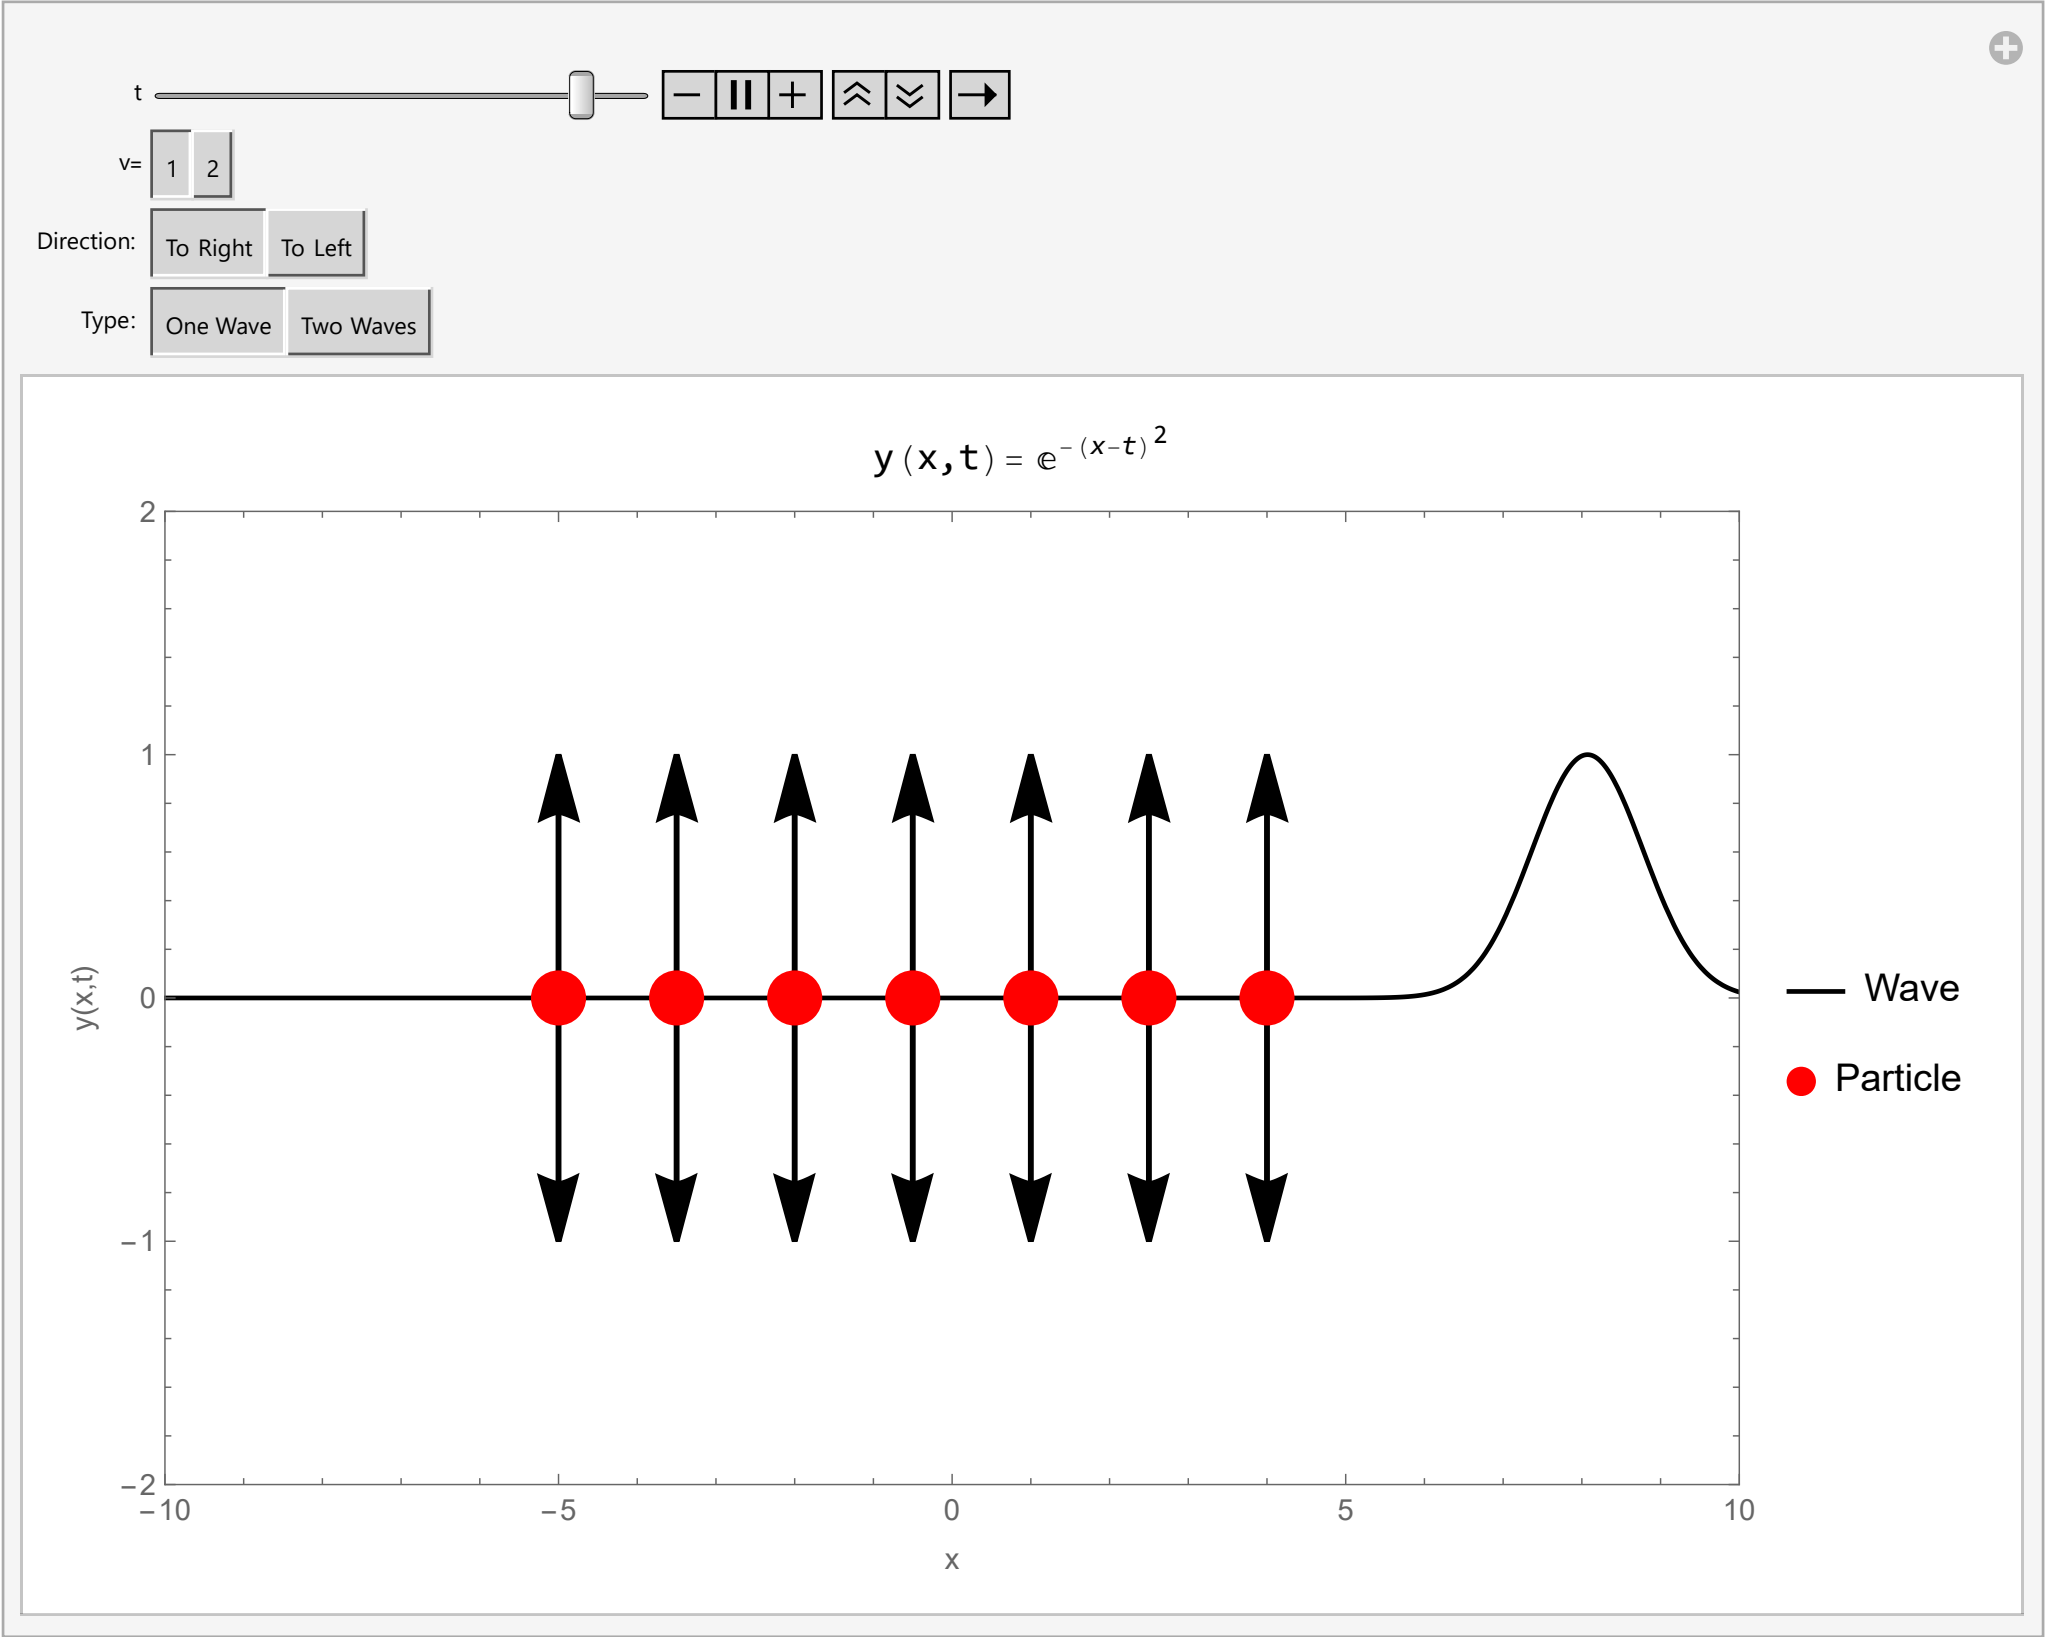 t
v= 1 2
Direction: To Right To Left
Type: One Wave Two Waves
y(x,t)= ⅇ^-(x-t)^2
2
1
0
−1
−2
y(x,t)
−10 −5 0 5 10
x
Wave
Particle